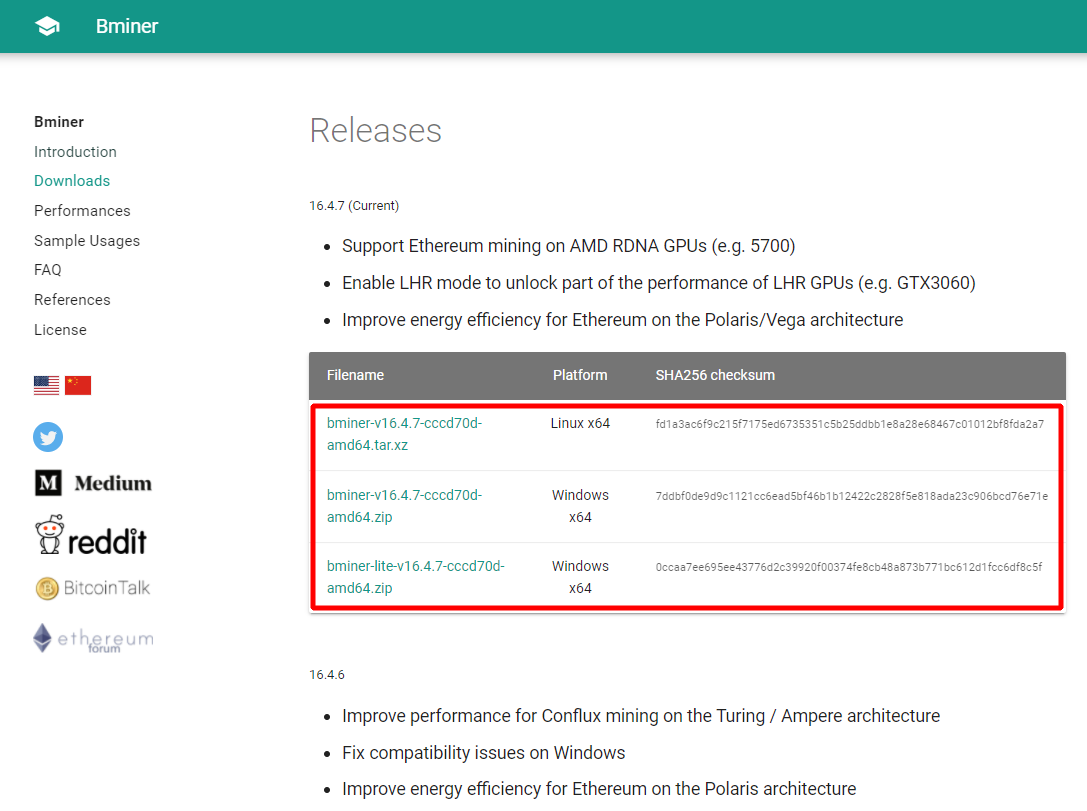 Bminer
Bminer
Introduction
Downloads
Performances
Sample Usages
FAQ
References
License
M Medium
reddit
BitcoinTalk
ethereum
forum
Releases
16.4.7 (Current)
Support Ethereum mining on AMD RDNA GPUs (e.g. 5700)
Enable LHR mode to unlock part of the performance of LHR GPUs (e.g. GTX3060)
Improve energy efficiency for Ethereum on the Polaris/Vega architecture
Filename Platform SHA256 checksum
bminer-v16.4.7-cccd70d- Linux x64 fd1a3ac6f9c215f7175ed6735351c5b25ddbb1e8a28e68467c01012bf8fda2a7
amd64.tar.xz
bminer-v16.4.7-cccd70d- Windows 7ddbf0de9d9c1121cc6ead5bf46b1b12422c2828f5e818ada23c906bcd76e71e
amd64.zip x64
bminer-lite-v16.4.7-cccd70d- Windows 0ccaa7ee695ee43776d2c39920f00374fe8cb48a873b771bc612d1fcc6df8c5f
amd64.zip x64
16.4.6
Improve performance for Conflux mining on the Turing / Ampere architecture
Fix compatibility issues on Windows
Improve energy efficiency for Ethereum on the Polaris architecture